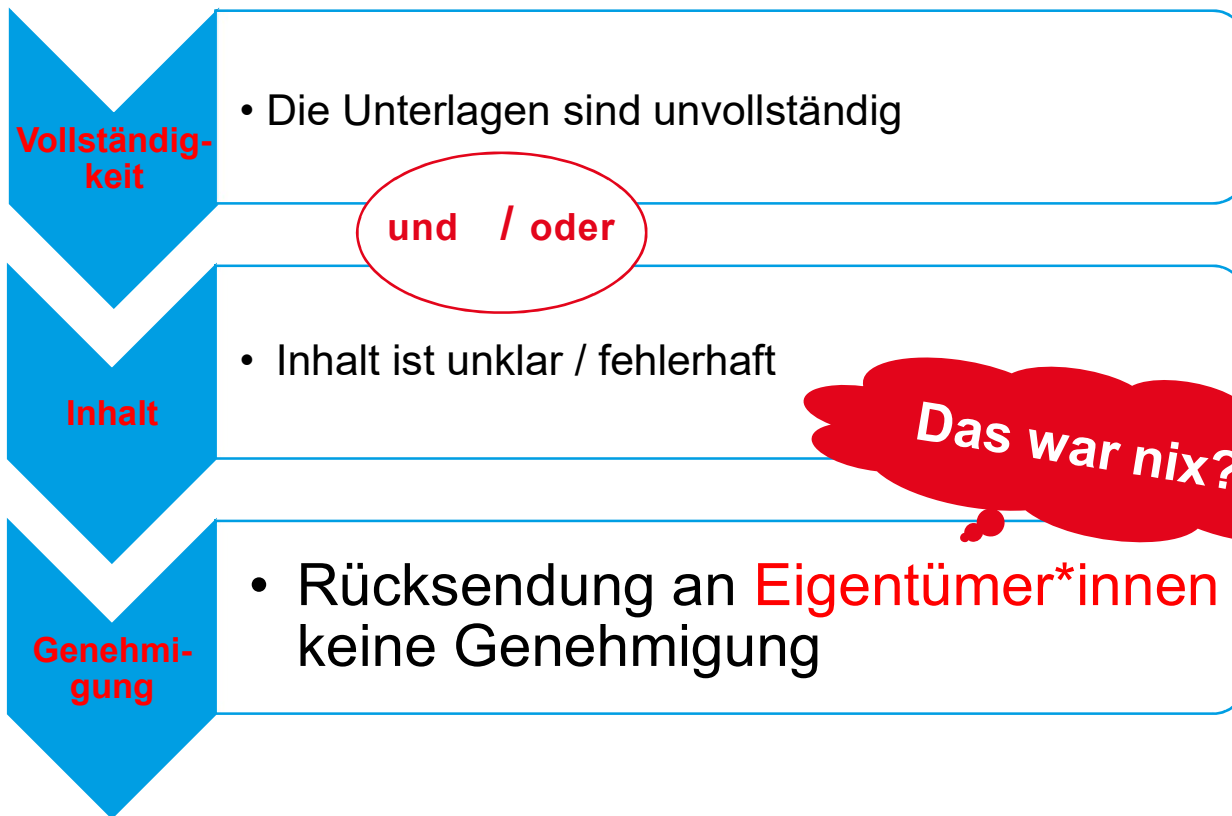 Vollständig-
keit
• Die Unterlagen sind unvollständig
und / oder
Inhalt
• Inhalt ist unklar / fehlerhaft
Das war nix?
Genehmi-
gung
• Rücksendung an Eigentümer*innen
keine Genehmigung